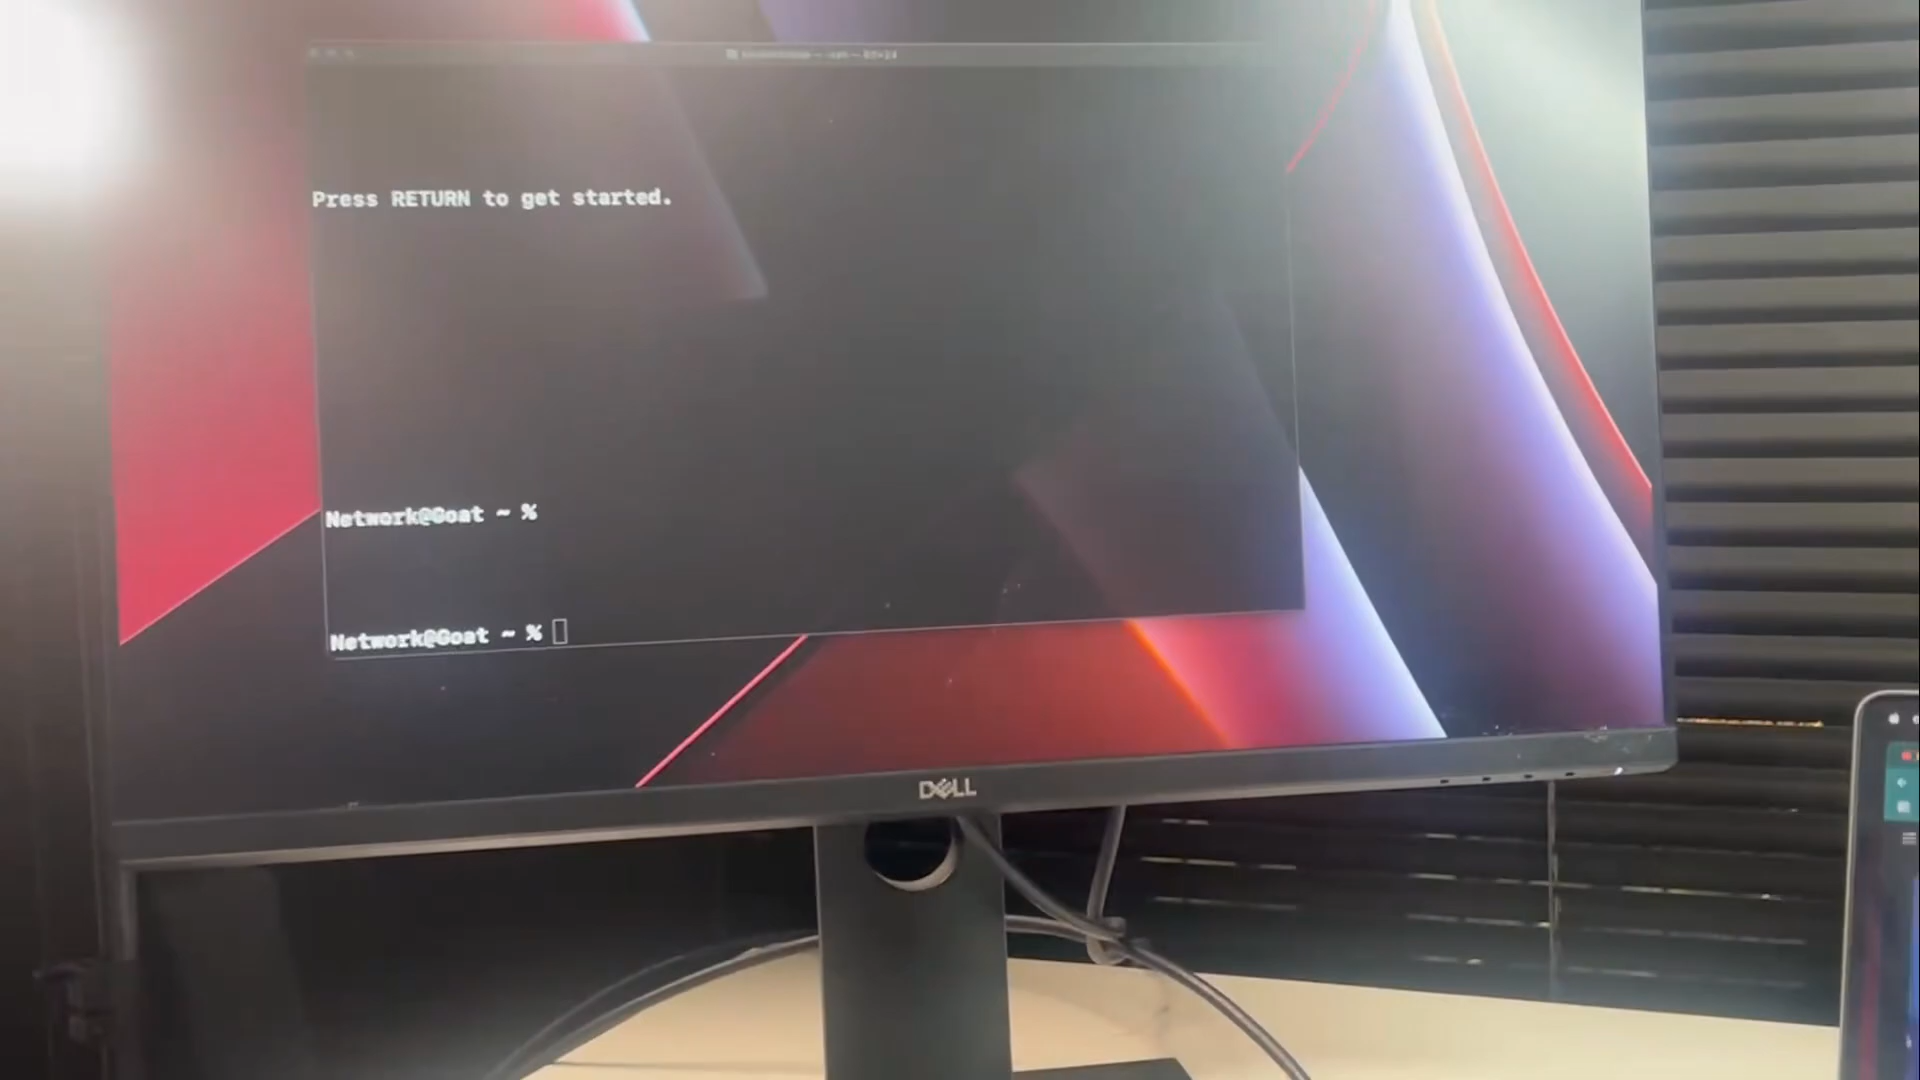 Press RETURN to get started.
Network@Goat ~ %
Network@Goat ~ %
DELL